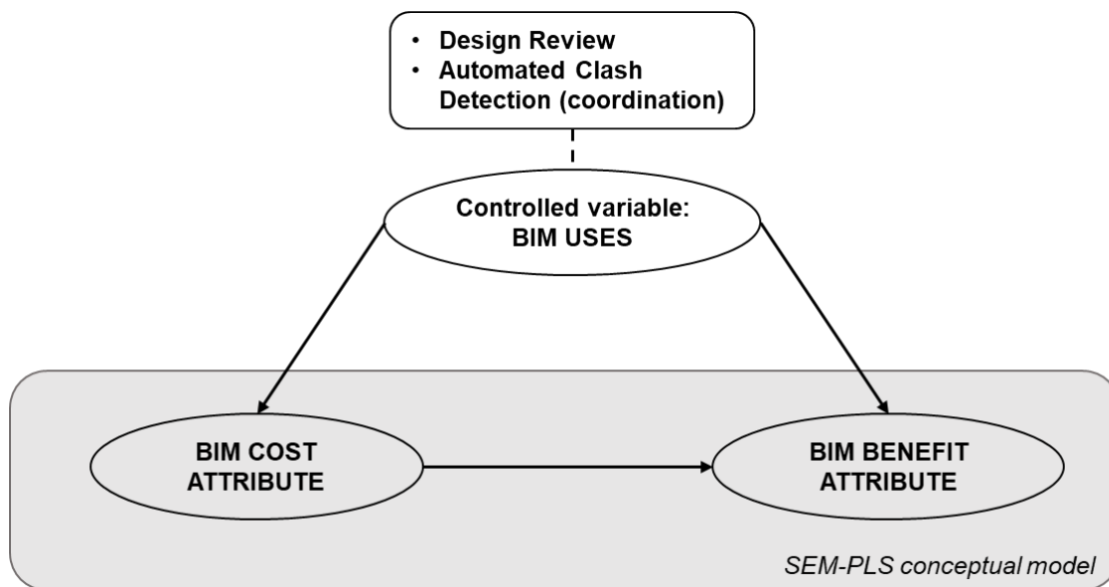 • Design Review
• Automated Clash
Detection (coordination)
Controlled variable:
BIM USES
BIM COST
ATTRIBUTE
BIM BENEFIT
ATTRIBUTE
SEM-PLS conceptual model